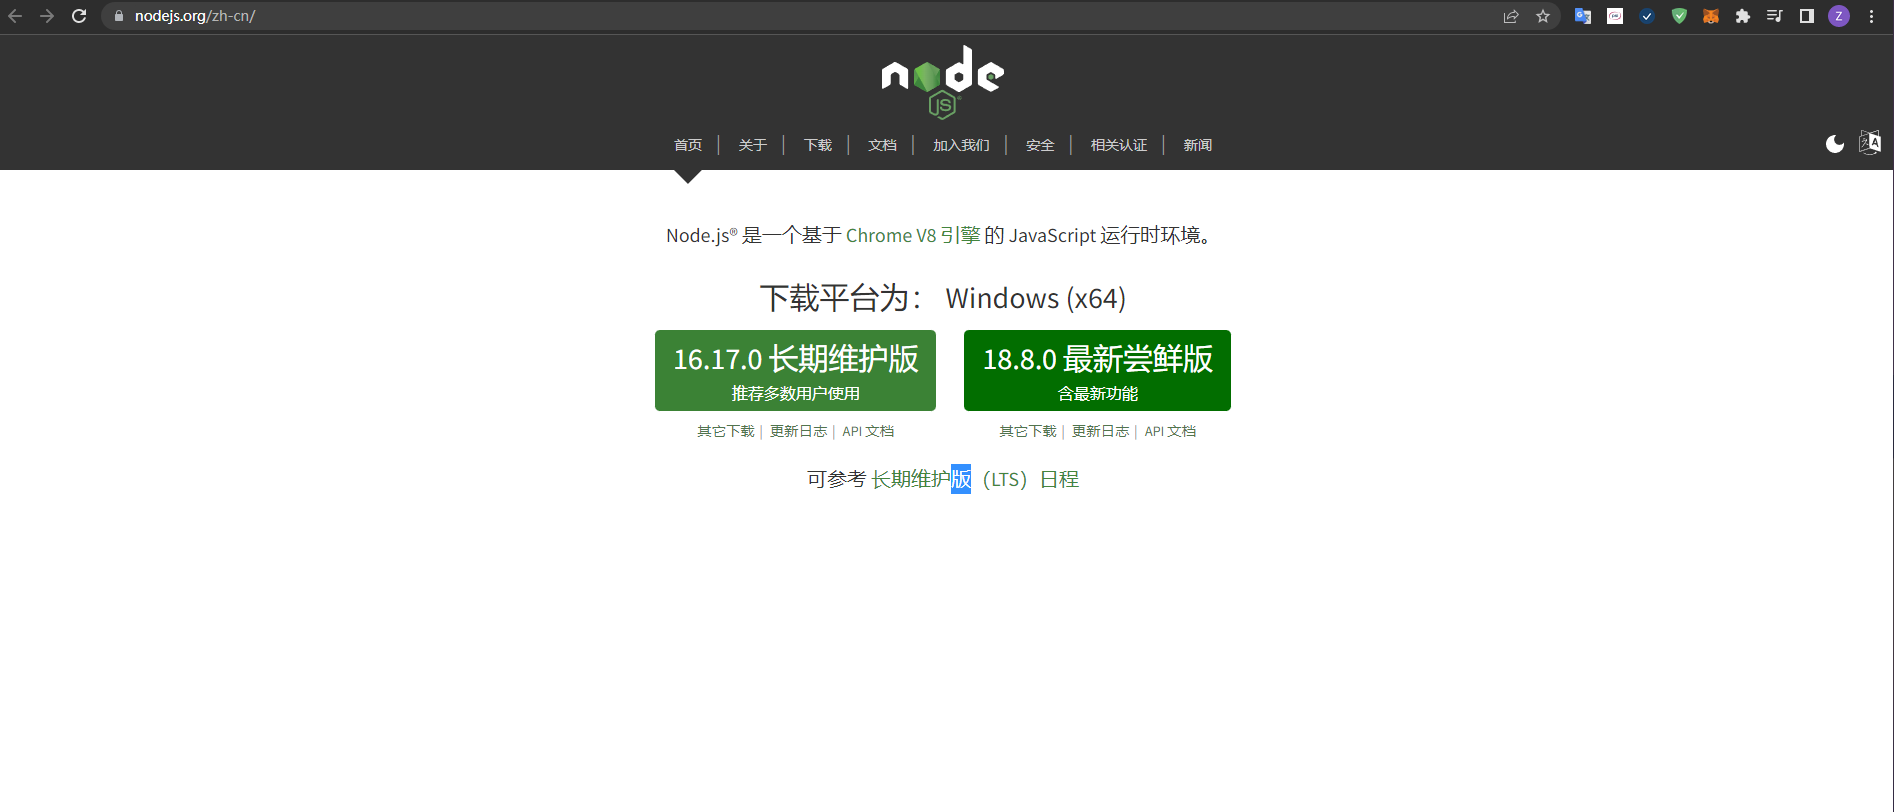 nodejs.org/zh-cn/
Z
node
JS
首页 | 关于 | 下载 | 文档 | 加入我们 | 安全 | 相关认证 | 新闻
Node.js® 是一个基于 Chrome V8 引擎 的 JavaScript 运行时环境。
下载平台为： Windows (x64)
16.17.0 长期维护版
推荐多数用户使用
其它下载 | 更新日志 | API 文档
18.8.0 最新尝鲜版
含最新功能
其它下载 | 更新日志 | API 文档
可参考 长期维护版（LTS）日程